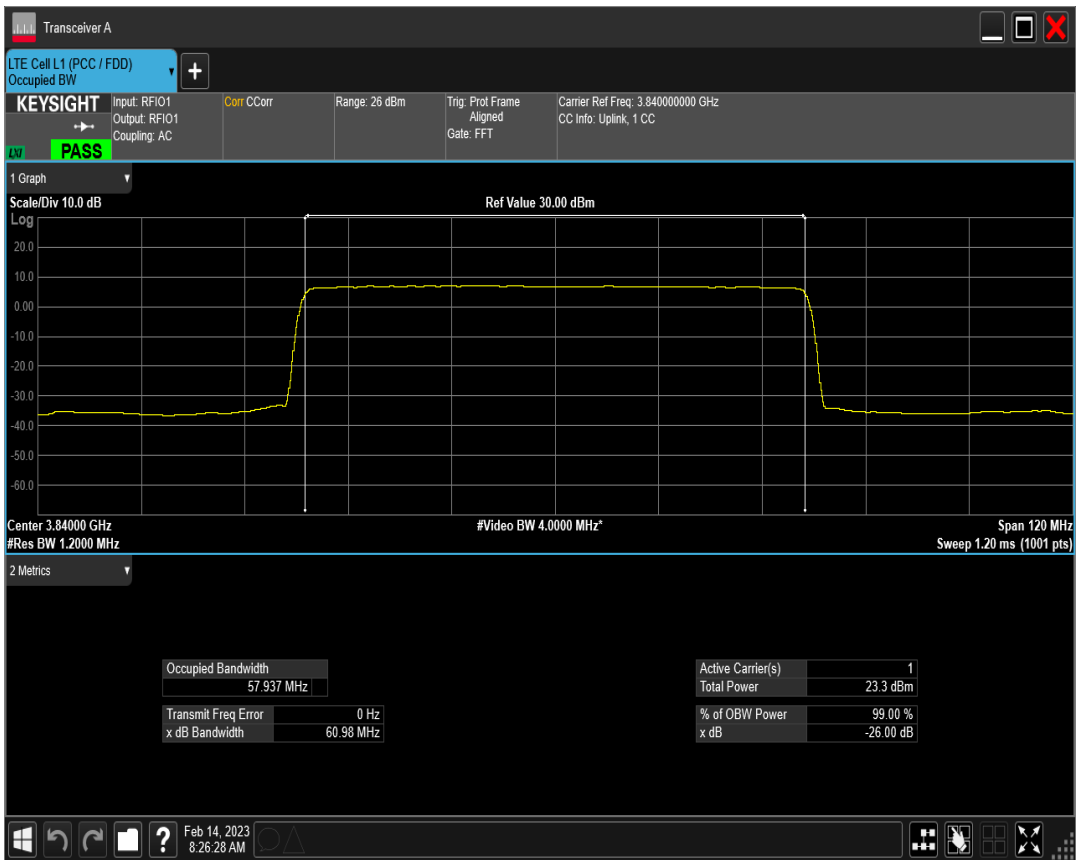 Transceiver A
LTE Cell L1 (PCC / FDD)
Occupied BW
+
KEYSIGHT
LXI
PASS
Input: RFIO1
Output: RFIO1
Coupling: AC
Corr CCorr
Range: 26 dBm
Trig: Prot Frame
Aligned
Gate: FFT
Carrier Ref Freq: 3.840000000 GHz
CC Info: Uplink, 1 CC
1 Graph
Scale/Div 10.0 dB
Ref Value 30.00 dBm
Log
20.0
10.0
0.00
-10.0
-20.0
-30.0
-40.0
-50.0
-60.0
Center 3.84000 GHz
#Video BW 4.0000 MHz*
Span 120 MHz
#Res BW 1.2000 MHz
Sweep 1.20 ms (1001 pts)
2 Metrics
Occupied Bandwidth
57.937 MHz
Transmit Freq Error 0 Hz
x dB Bandwidth 60.98 MHz
Active Carrier(s) 1
Total Power 23.3 dBm
% of OBW Power 99.00 %
x dB -26.00 dB
?
Feb 14, 2023
8:26:28 AM